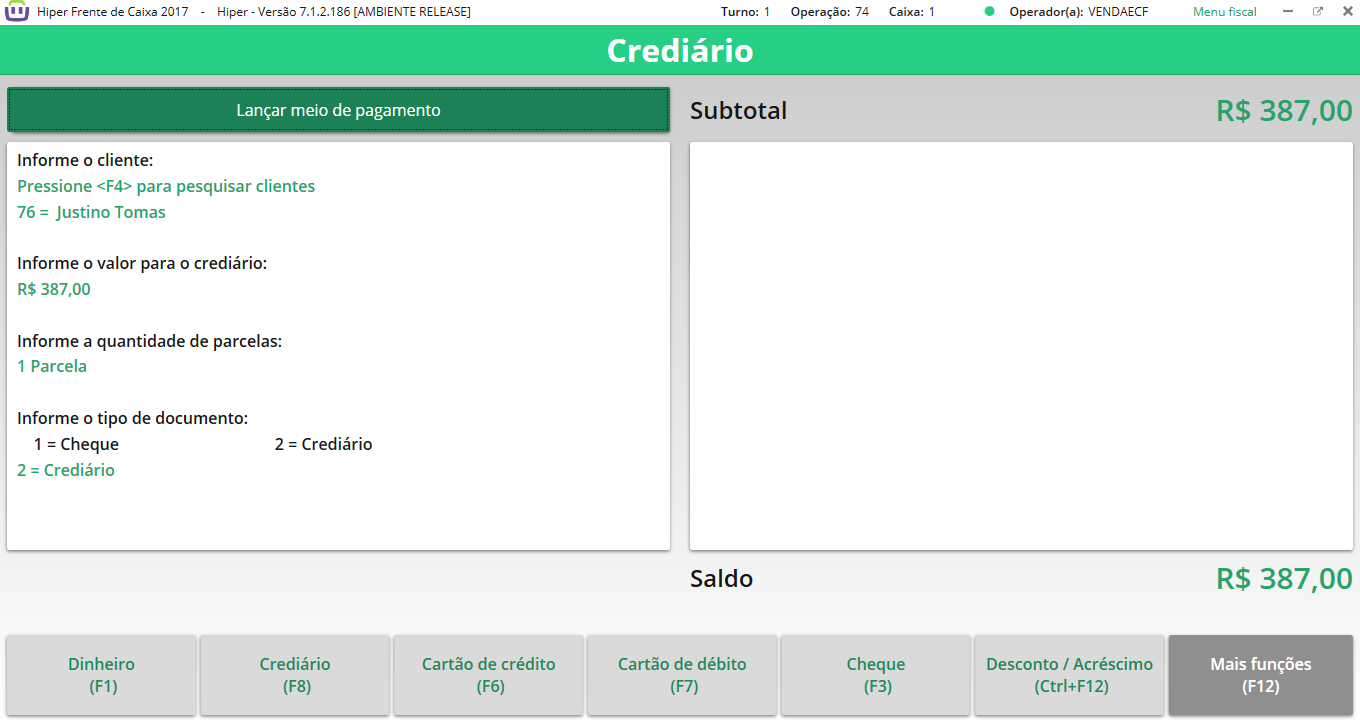 Hiper Frente de Caixa 2017 - Hiper - Versão 7.1.2.186 [AMBIENTE RELEASE] Turno: 1 Operação: 74 Caixa: 1 Operador(a): VENDAECF Menu fiscal
Crediário
Lançar meio de pagamento
Subtotal R$ 387,00
Informe o cliente:
Pressione <F4> para pesquisar clientes
76 = Justino Tomas
Informe o valor para o crediário:
R$ 387,00
Informe a quantidade de parcelas:
1 Parcela
Informe o tipo de documento:
1 = Cheque 2 = Crediário
2 = Crediário
Saldo R$ 387,00
Dinheiro
(F1)
Crediário
(F8)
Cartão de crédito
(F6)
Cartão de débito
(F7)
Cheque
(F3)
Desconto / Acréscimo
(Ctrl+F12)
Mais funções
(F12)